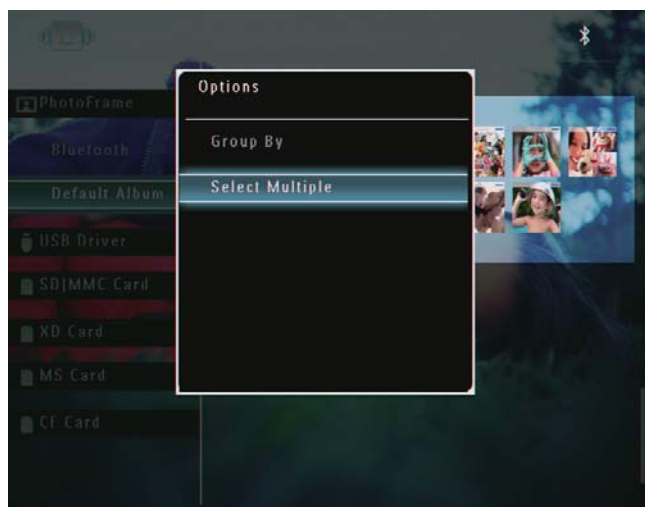 Options
Group By
Select Multiple
PhotoFrame
Bluetooth
Default Album
USB Driver
SD|MMC Card
XD Card
MS Card
CF Card